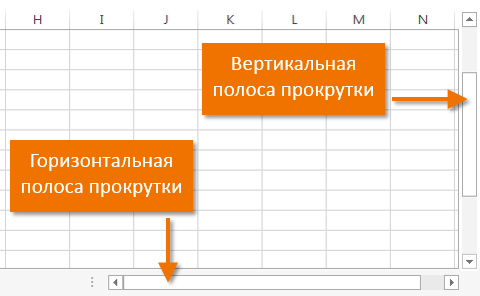 H I J K L M N
Вертикальная
полоса прокрутки
Горизонтальная
полоса прокрутки